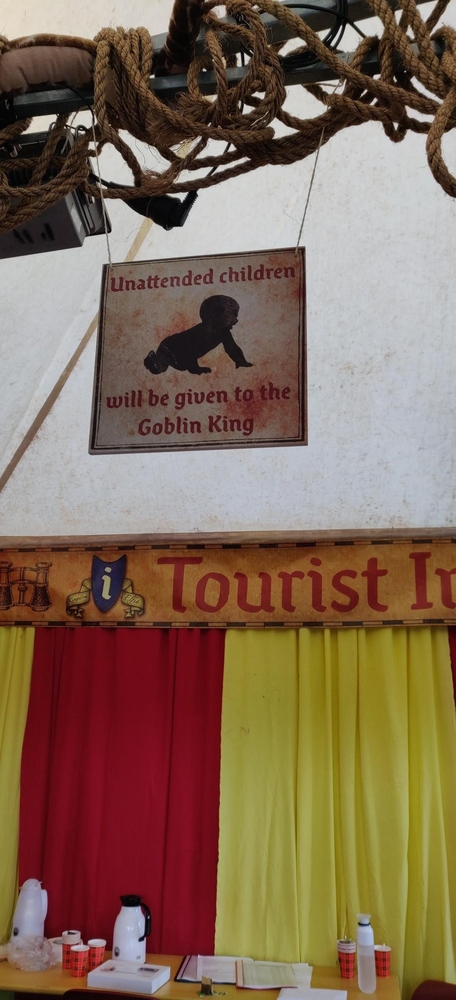 Unattended children
will be given to the
Goblin King
i Tourist In